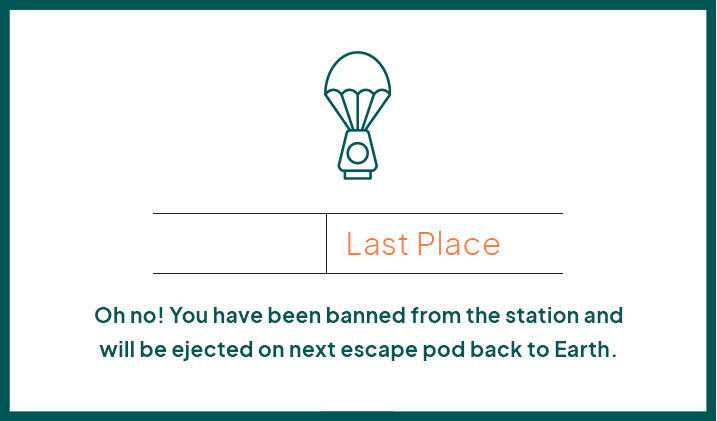 Last Place
Oh no! You have been banned from the station and
will be ejected on next escape pod back to Earth.